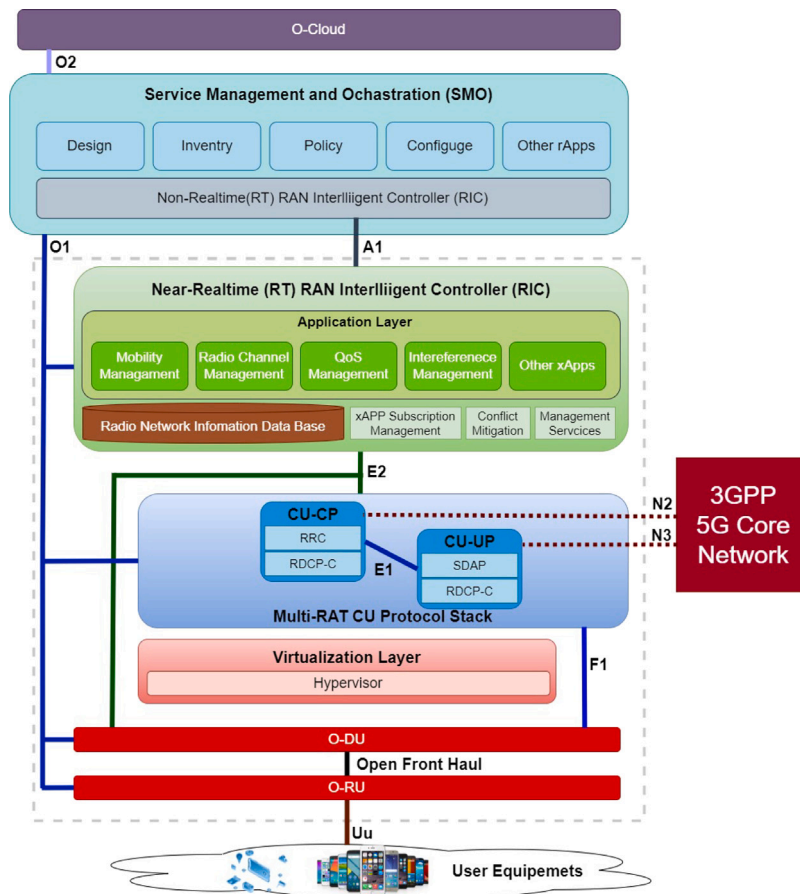 O-Cloud
O2
Service Management and Ochastration (SMO)
Design
Inventry
Policy
Configuge
Other rApps
Non-Realtime(RT) RAN Interlliigent Controller (RIC)
O1
A1
Near-Realtime (RT) RAN Interlliigent Controller (RIC)
Application Layer
Mobility
Managament
Radio Channel
Management
QoS
Management
Intereferenece
Management
Other xApps
Radio Network Infomation Data Base
xAPP Subscription
Management
Conflict
Mitigation
Management
Servcices
E2
CU-CP
RRC
RDCP-C
E1
CU-UP
SDAP
RDCP-C
N2
N3
3GPP
5G Core
Network
Multi-RAT CU Protocol Stack
Virtualization Layer
Hypervisor
F1
O-DU
Open Front Haul
O-RU
Uu
User Equipemets